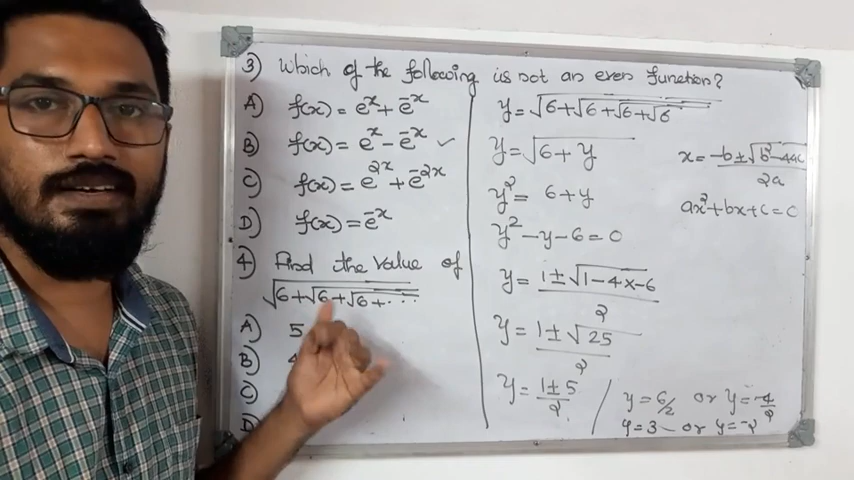 3) Which of the following is not an even function?
A) f(x) = e^x + e^-x
B) f(x) = e^x - e^-x ✓
C) f(x) = e^2x + e^-2x
D) f(x) = e^-x
4) Find the value of
√6+√6+√6+...
A) 5
B) 4
C)
D)
y = √6+√6+√6+√6
y = √6+y
y² = 6+y
y² - y - 6 = 0
y = 1 ± √1-4x-6 / 2
y = 1 ± √25 / 2
y = 1 ± 5 / 2
y = 6/2 or y = -4/2
y = 3 or y = -2
x = -b ± √b²-4ac / 2a
ax² + bx + c = 0